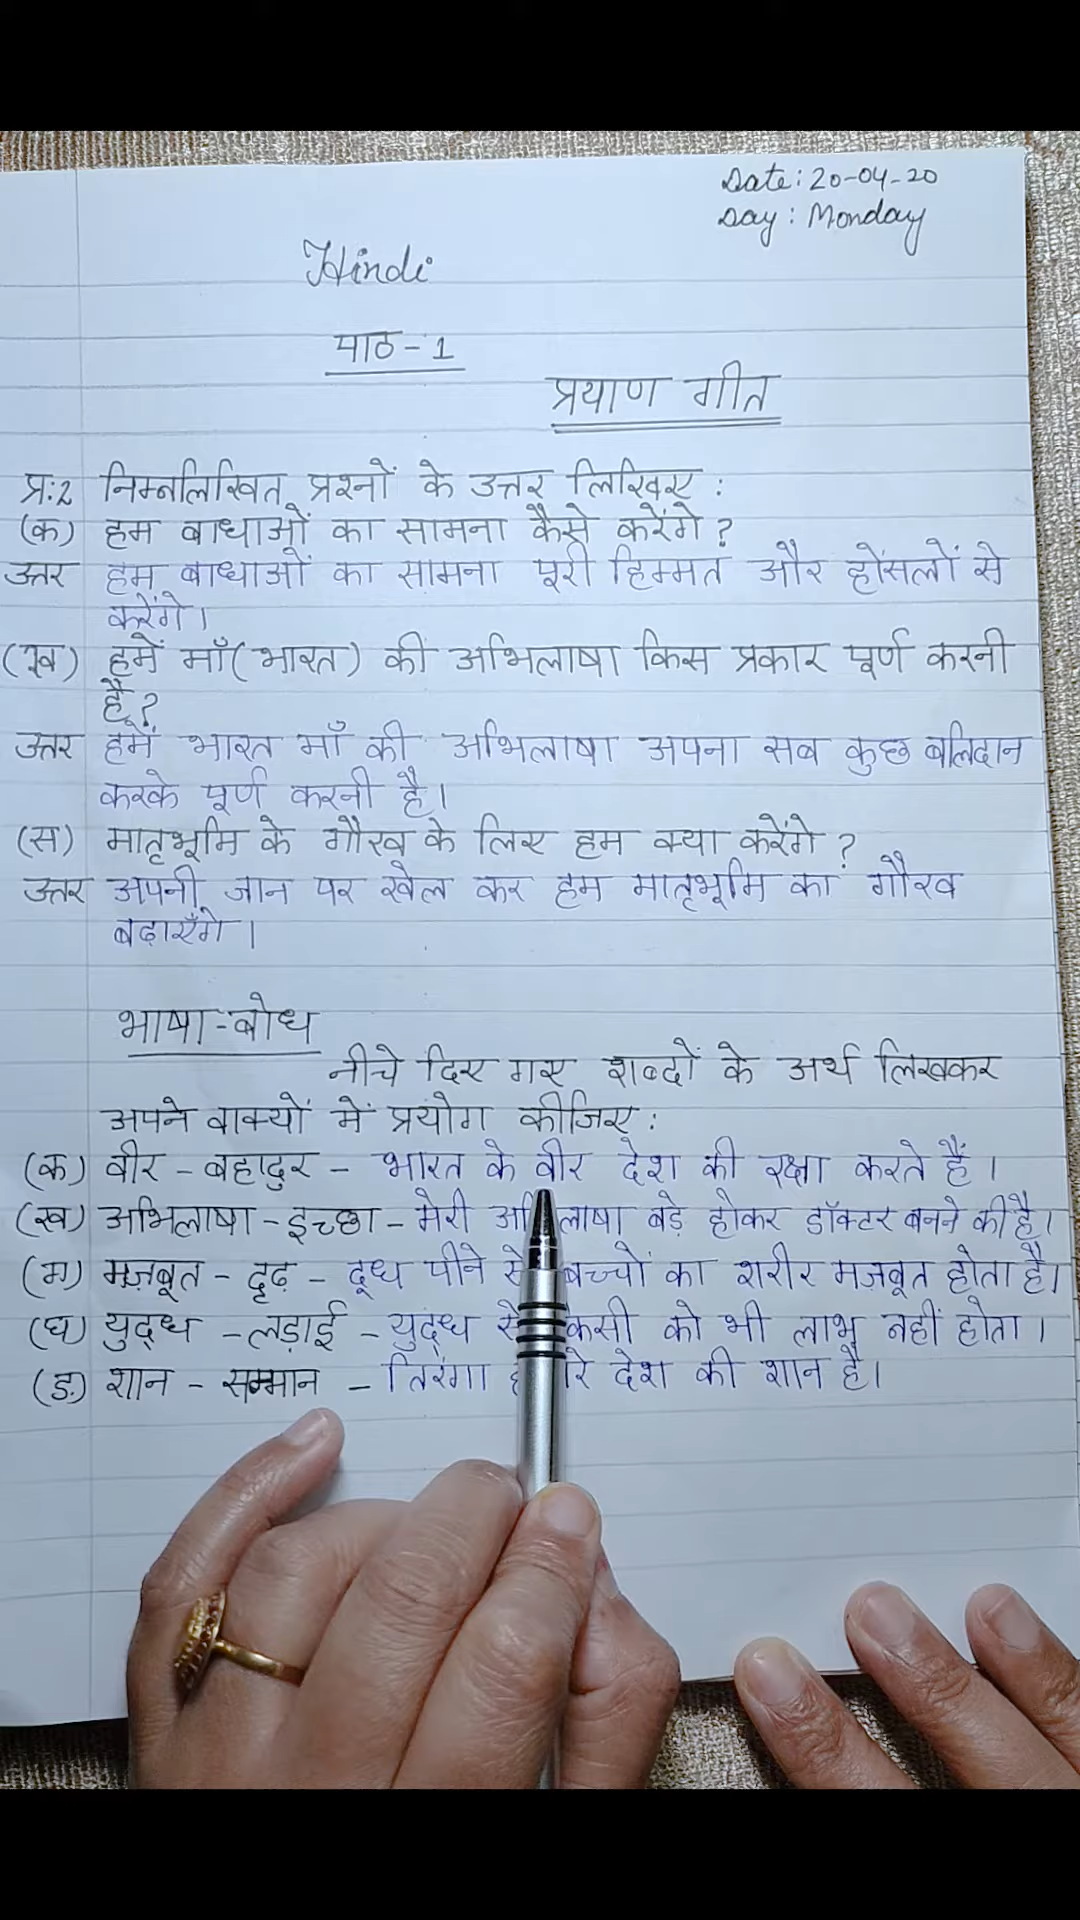 Date: 20-04-20
Day: Monday
Hindi
पाठ - 1
प्रयाण गीत
प्र:2 निम्नलिखित प्रश्नों के उत्तर लिखिए :
(क) हम बाधाओं का सामना कैसे करेंगे ?
उत्तर हम बाधाओं का सामना पूरी हिम्मत और होंसलों से
करेंगे।
(ख) हमें माँ (भारत) की अभिलाषा किस प्रकार पूर्ण करनी
है ?
उत्तर हमें भारत माँ की अभिलाषा अपना सब कुछ बलिदान
करके पूर्ण करनी है।
(स) मातृभूमि के गौरव के लिए हम क्या करेंगे ?
उत्तर अपनी जान पर खेल कर हम मातृभूमि का गौरव
बढ़ाएँगे।
भाषा-बोध
नीचे दिए गए शब्दों के अर्थ लिखकर
अपने वाक्यों में प्रयोग कीजिए :
(क) वीर - बहादुर - भारत के वीर देश की रक्षा करते हैं।
(ख) अभिलाषा - इच्छा - मेरी अभिलाषा बड़े होकर डॉक्टर बनने की है।
(ग) मज़बूत - दृढ़ - दूध पीने से बच्चों का शरीर मज़बूत होता है।
(घ) युद्ध - लड़ाई - युद्ध से किसी को भी लाभ नहीं होता।
(ङ) शान - सम्मान - तिरंगा हमारे देश की शान है।